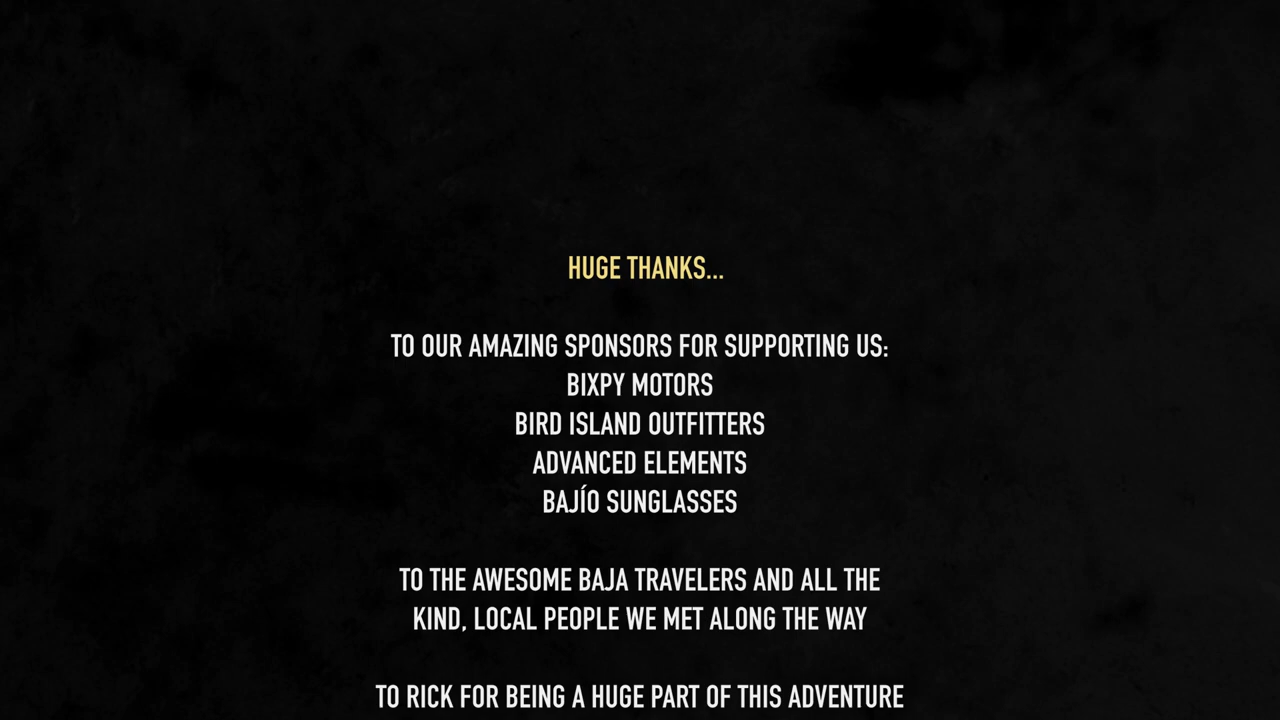 HUGE THANKS...
TO OUR AMAZING SPONSORS FOR SUPPORTING US:
BIXPY MOTORS
BIRD ISLAND OUTFITTERS
ADVANCED ELEMENTS
BAJÍO SUNGLASSES
TO THE AWESOME BAJA TRAVELERS AND ALL THE
KIND, LOCAL PEOPLE WE MET ALONG THE WAY
TO RICK FOR BEING A HUGE PART OF THIS ADVENTURE